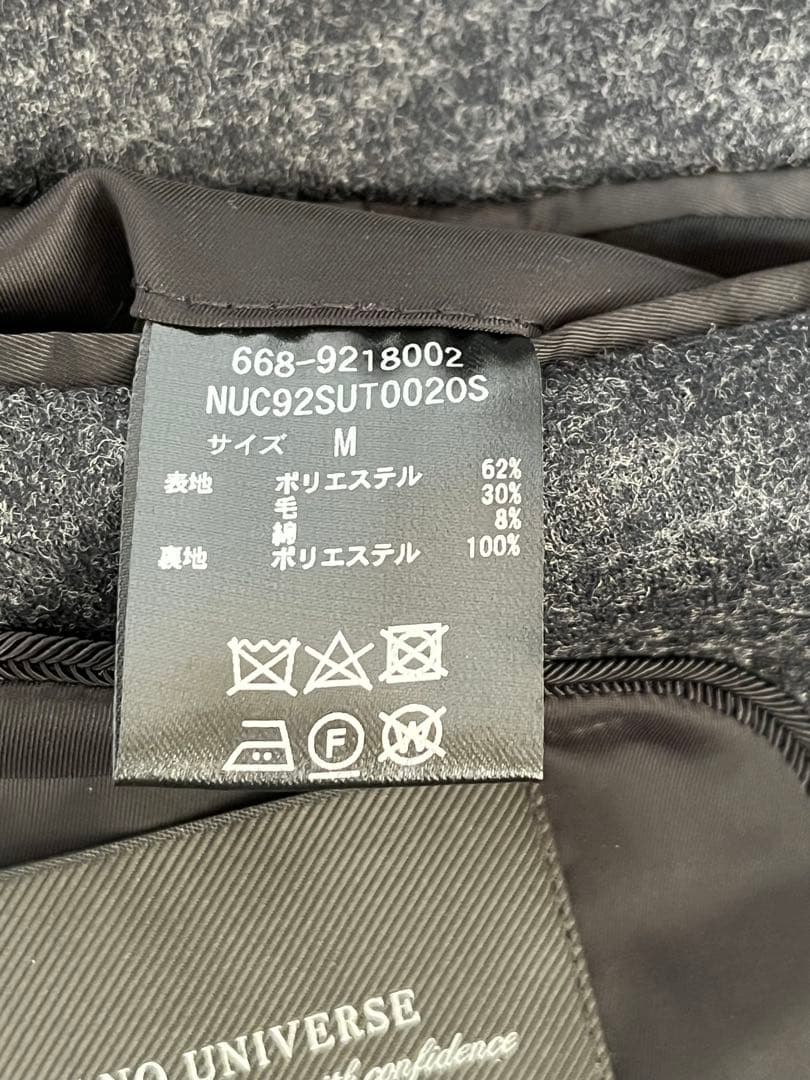 668-9218002
NUC92SUT0020S
サイズ M
表地 ポリエステル 62%
毛 30%
綿 8%
裏地 ポリエステル 100%
F
W
NO UNIVERSE
with confidence